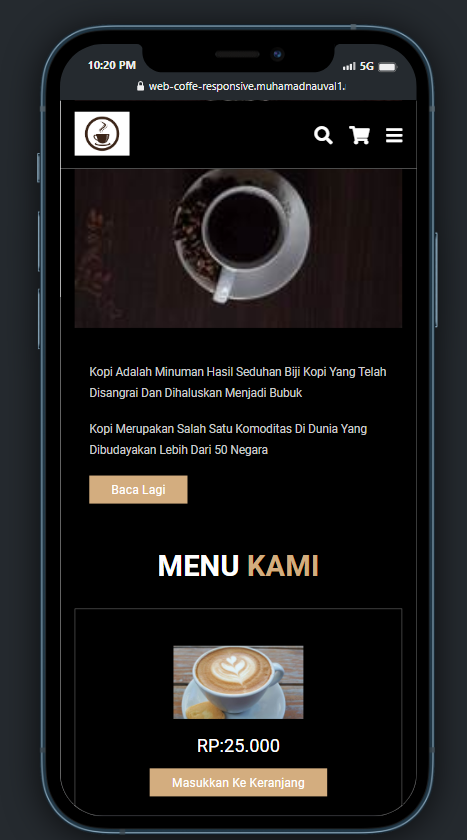 10:20 PM
5G
web-coffe-responsive.muhamadnauval1.
Kopi Adalah Minuman Hasil Seduhan Biji Kopi Yang Telah
Disangrai Dan Dihaluskan Menjadi Bubuk
Kopi Merupakan Salah Satu Komoditas Di Dunia Yang
Dibudayakan Lebih Dari 50 Negara
Baca Lagi
MENU KAMI
RP:25.000
Masukkan Ke Keranjang